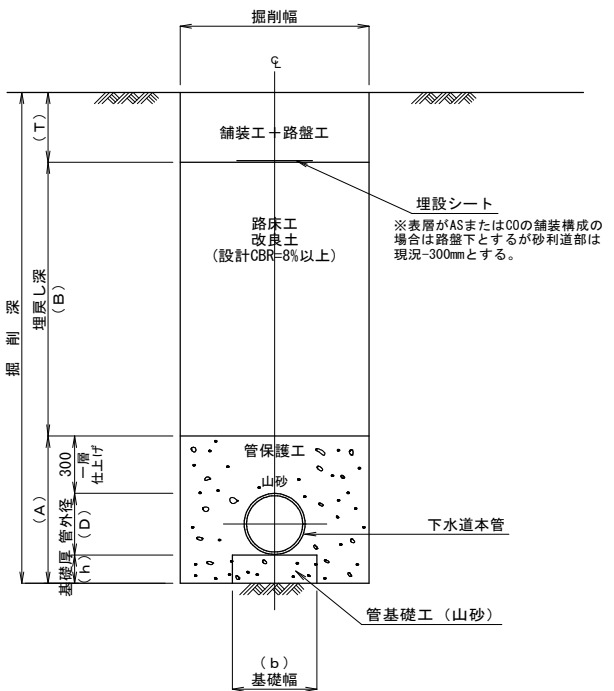 掘削幅
℄
(T)
舗装工＋路盤工
埋設シート
※表層がASまたはCOの舗装構成の
場合は路盤下とするが砂利道部は
現況-300mmとする。
路床工
改良土
(設計CBR=8%以上)
掘削深
埋戻し深
(B)
管保護工
山砂
300
一層
仕上げ
(A)
管外径
(D)
下水道本管
基礎厚
(h)
管基礎工（山砂）
(b)
基礎幅